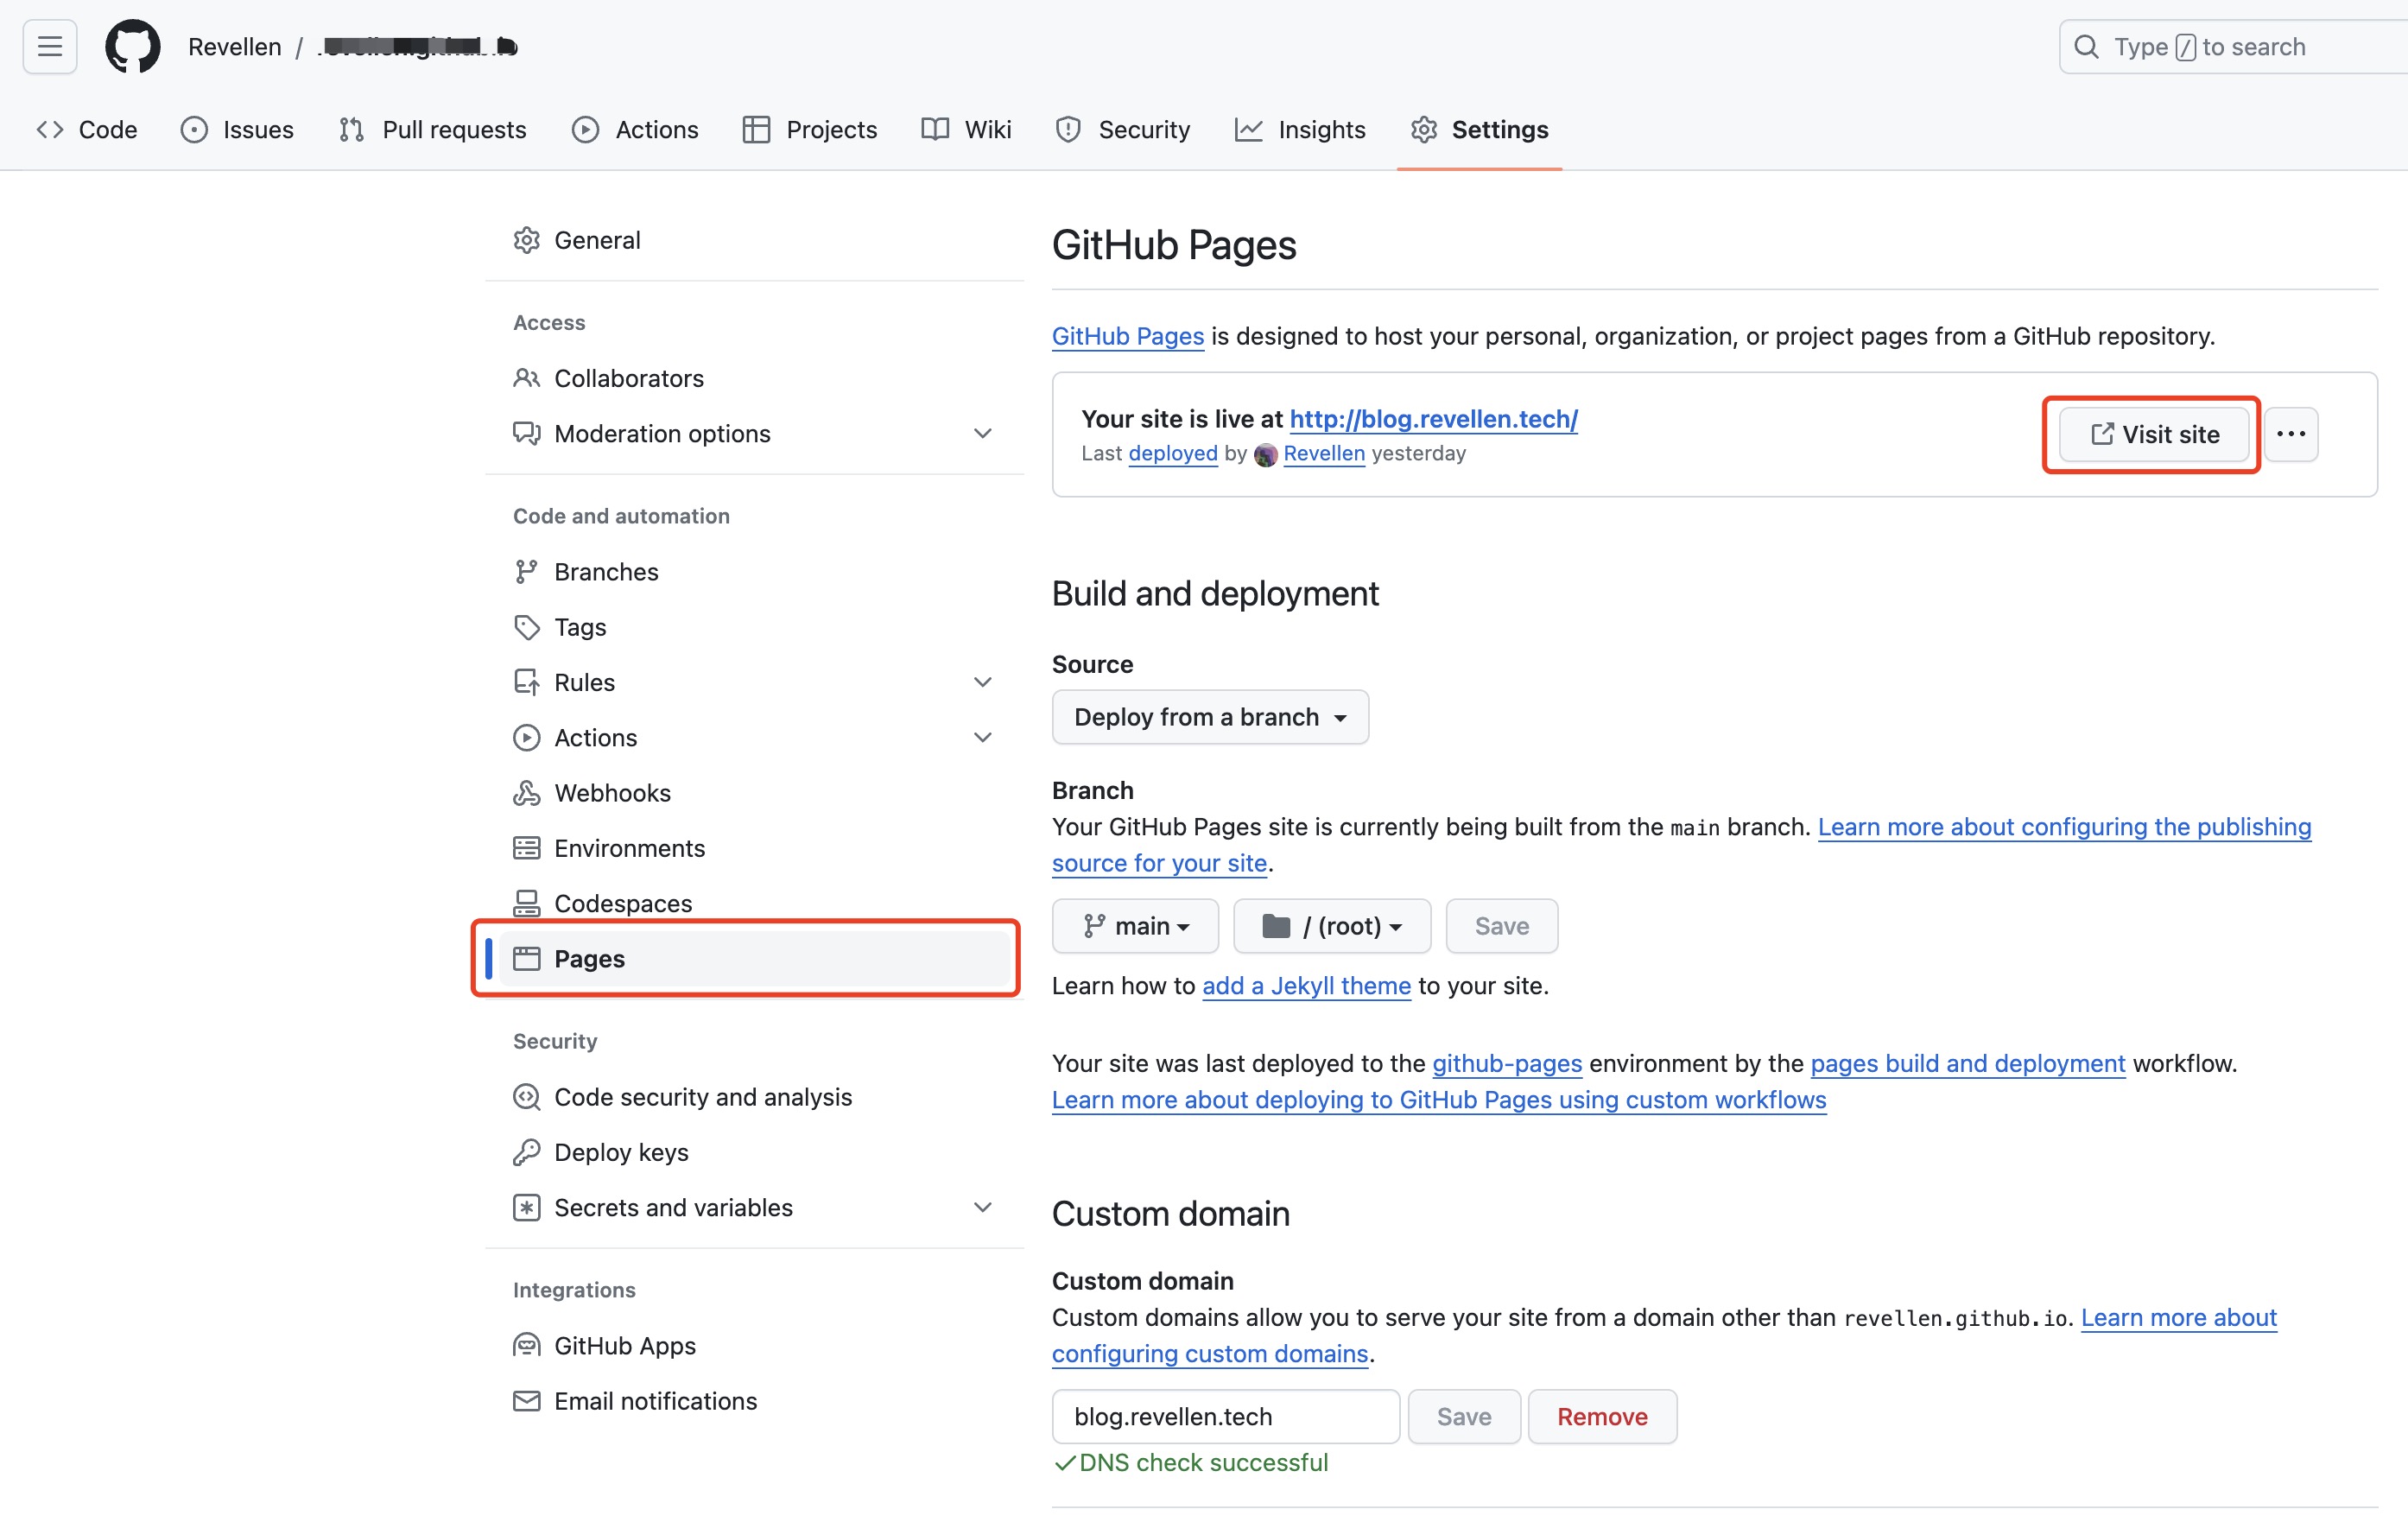 Revellen /
Type / to search
Code
Issues
Pull requests
Actions
Projects
Wiki
Security
Insights
Settings
General
Access
Collaborators
Moderation options
Code and automation
Branches
Tags
Rules
Actions
Webhooks
Environments
Codespaces
Pages
Security
Code security and analysis
Deploy keys
Secrets and variables
Integrations
GitHub Apps
Email notifications
GitHub Pages
GitHub Pages is designed to host your personal, organization, or project pages from a GitHub repository.
Your site is live at http://blog.revellen.tech/
Last deployed by Revellen yesterday
Visit site
Build and deployment
Source
Deploy from a branch
Branch
Your GitHub Pages site is currently being built from the main branch. Learn more about configuring the publishing
source for your site.
main
/ (root)
Save
Learn how to add a Jekyll theme to your site.
Your site was last deployed to the github-pages environment by the pages build and deployment workflow.
Learn more about deploying to GitHub Pages using custom workflows
Custom domain
Custom domain
Custom domains allow you to serve your site from a domain other than revellen.github.io. Learn more about
configuring custom domains.
blog.revellen.tech
Save
Remove
DNS check successful